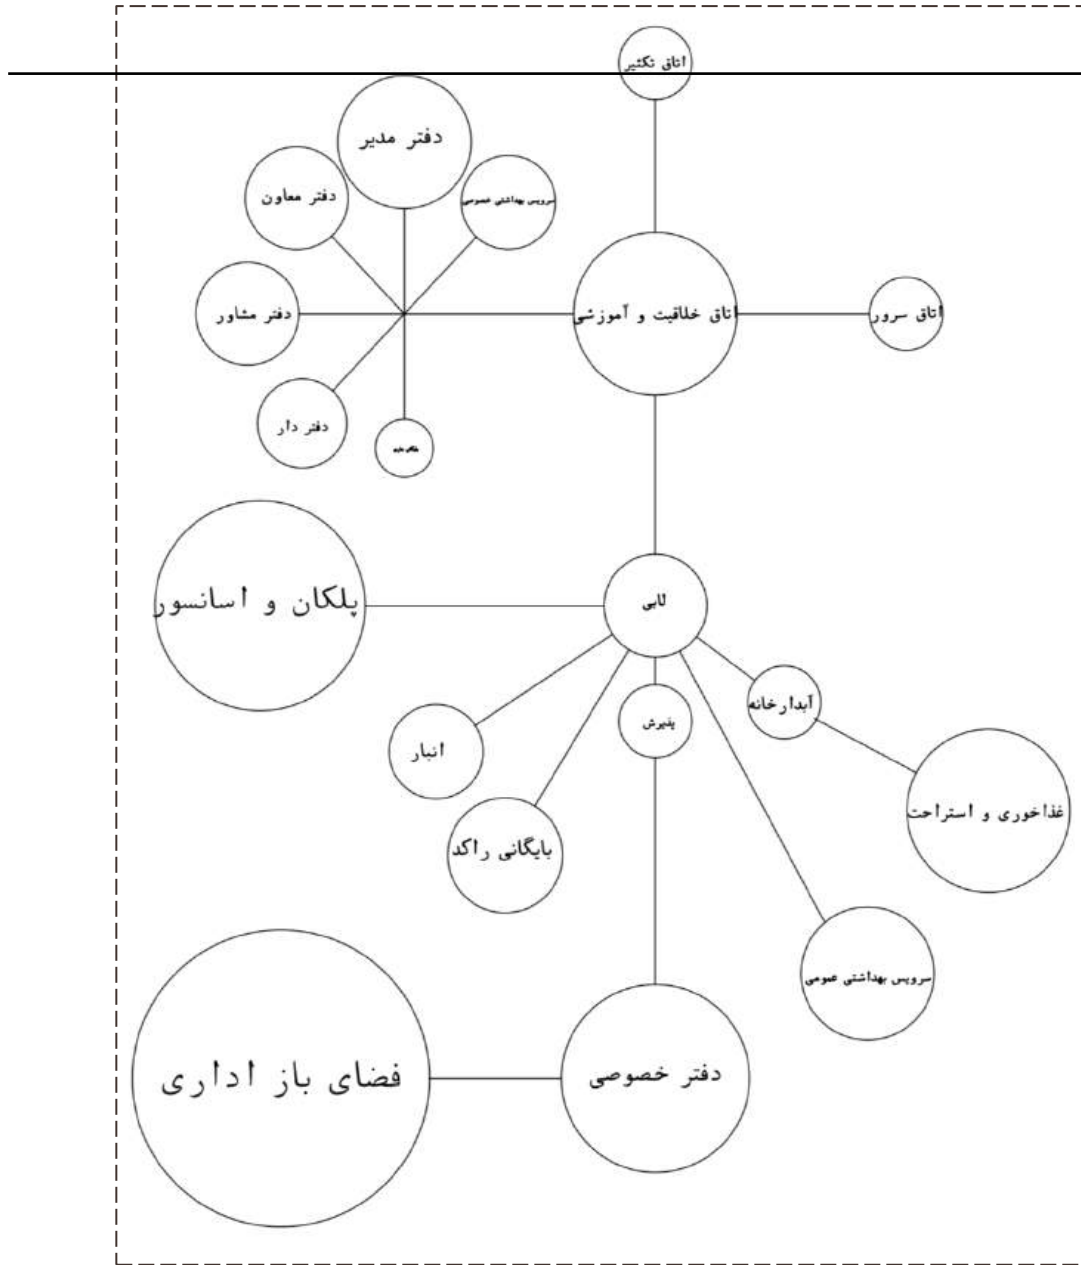 اتاق تکثیر
دفتر مدیر
دفتر معاون
سرویس بهداشتی خصوصی
اتاق خلاقیت و آموزشی
اتاق سرور
دفتر مشاور
دفتر دار
پلکان و اسانسور
لابی
آبدارخانه
پذیرش
انبار
غذاخوری و استراحت
بایگانی راکد
سرویس بهداشتی عمومی
دفتر خصوصی
فضای باز اداری